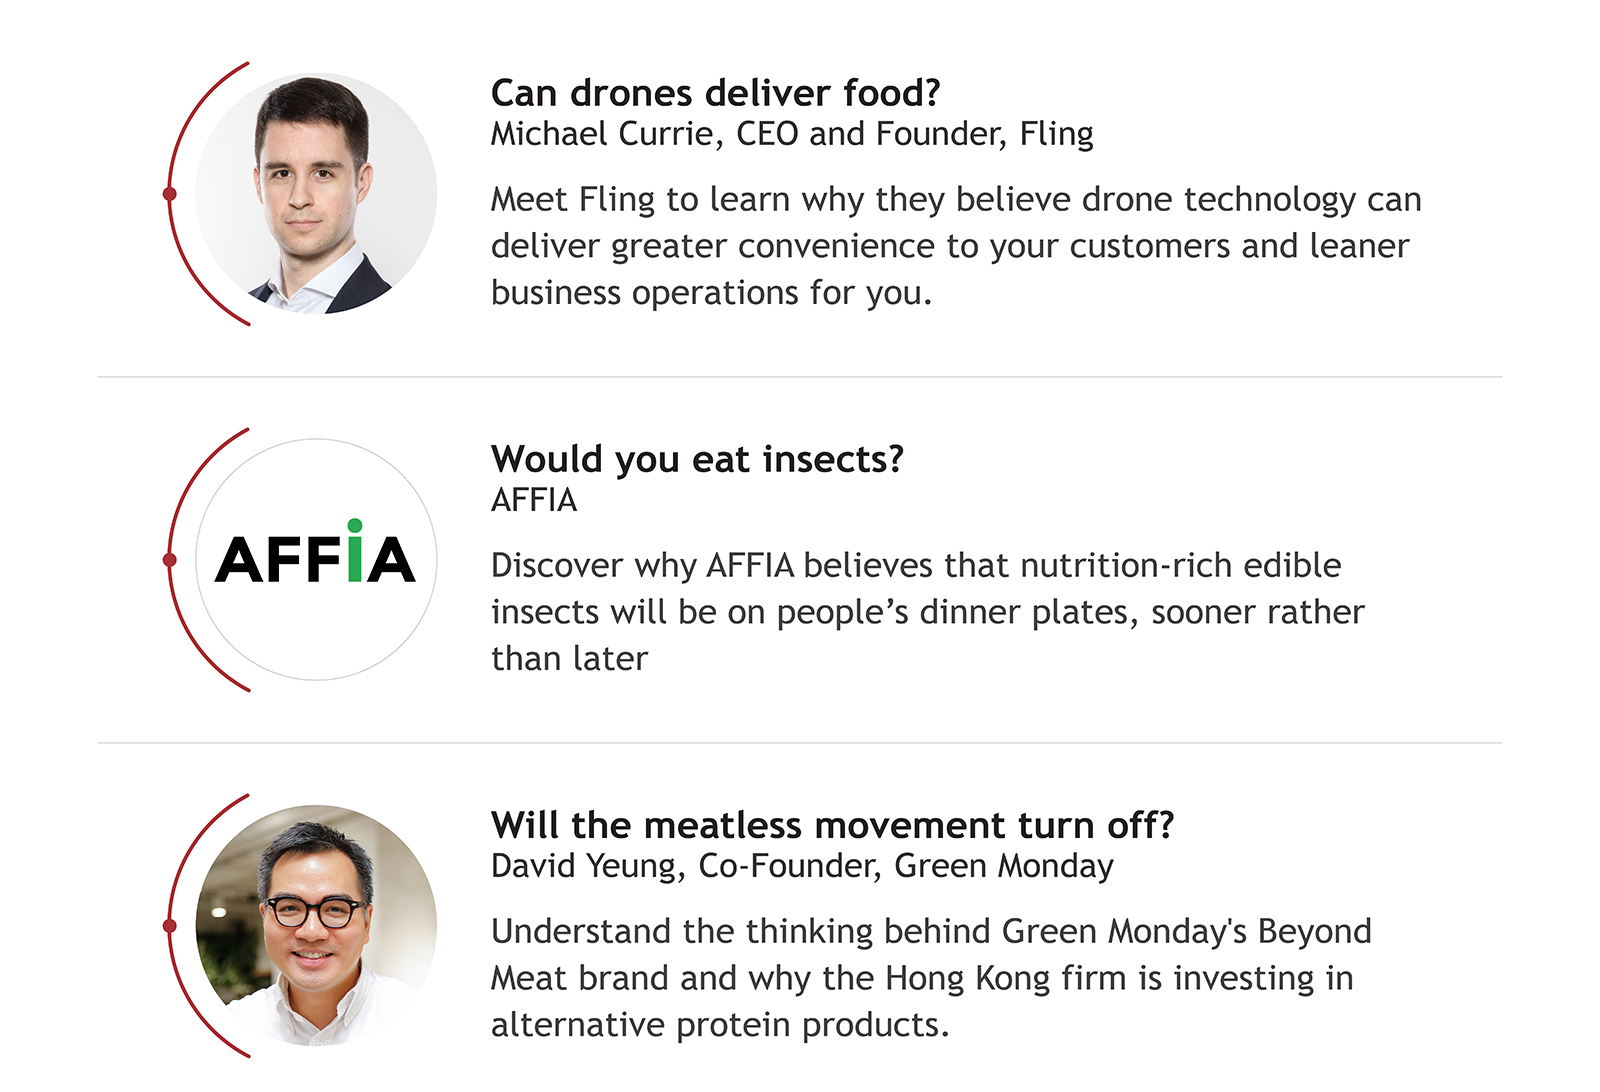 Can drones deliver food?
Michael Currie, CEO and Founder, Fling
Meet Fling to learn why they believe drone technology can
deliver greater convenience to your customers and leaner
business operations for you.
AFFiA
Would you eat insects?
AFFIA
Discover why AFFIA believes that nutrition-rich edible
insects will be on people’s dinner plates, sooner rather
than later
Will the meatless movement turn off?
David Yeung, Co-Founder, Green Monday
Understand the thinking behind Green Monday's Beyond
Meat brand and why the Hong Kong firm is investing in
alternative protein products.